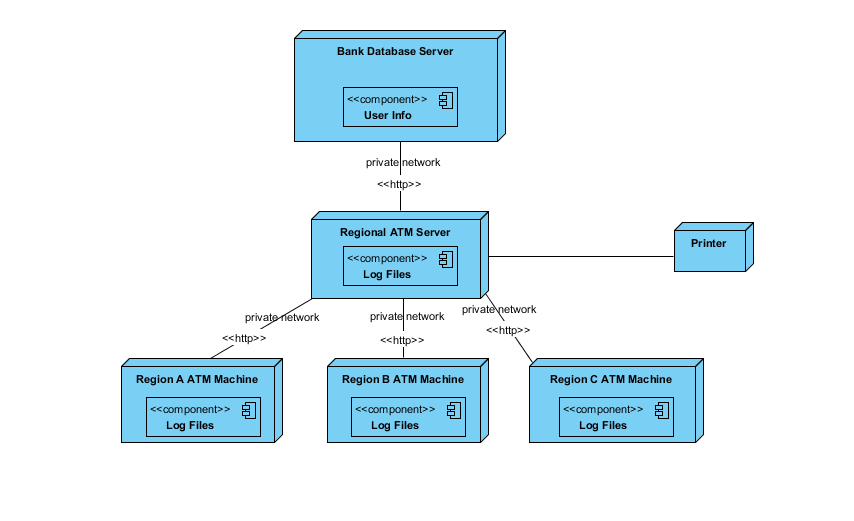 Bank Database Server
<<component>>
User Info
private network
<<http>>
Regional ATM Server
<<component>>
Log Files
Printer
private network
<<http>>
private network
<<http>>
private network
<<http>>
Region A ATM Machine
<<component>>
Log Files
Region B ATM Machine
<<component>>
Log Files
Region C ATM Machine
<<component>>
Log Files